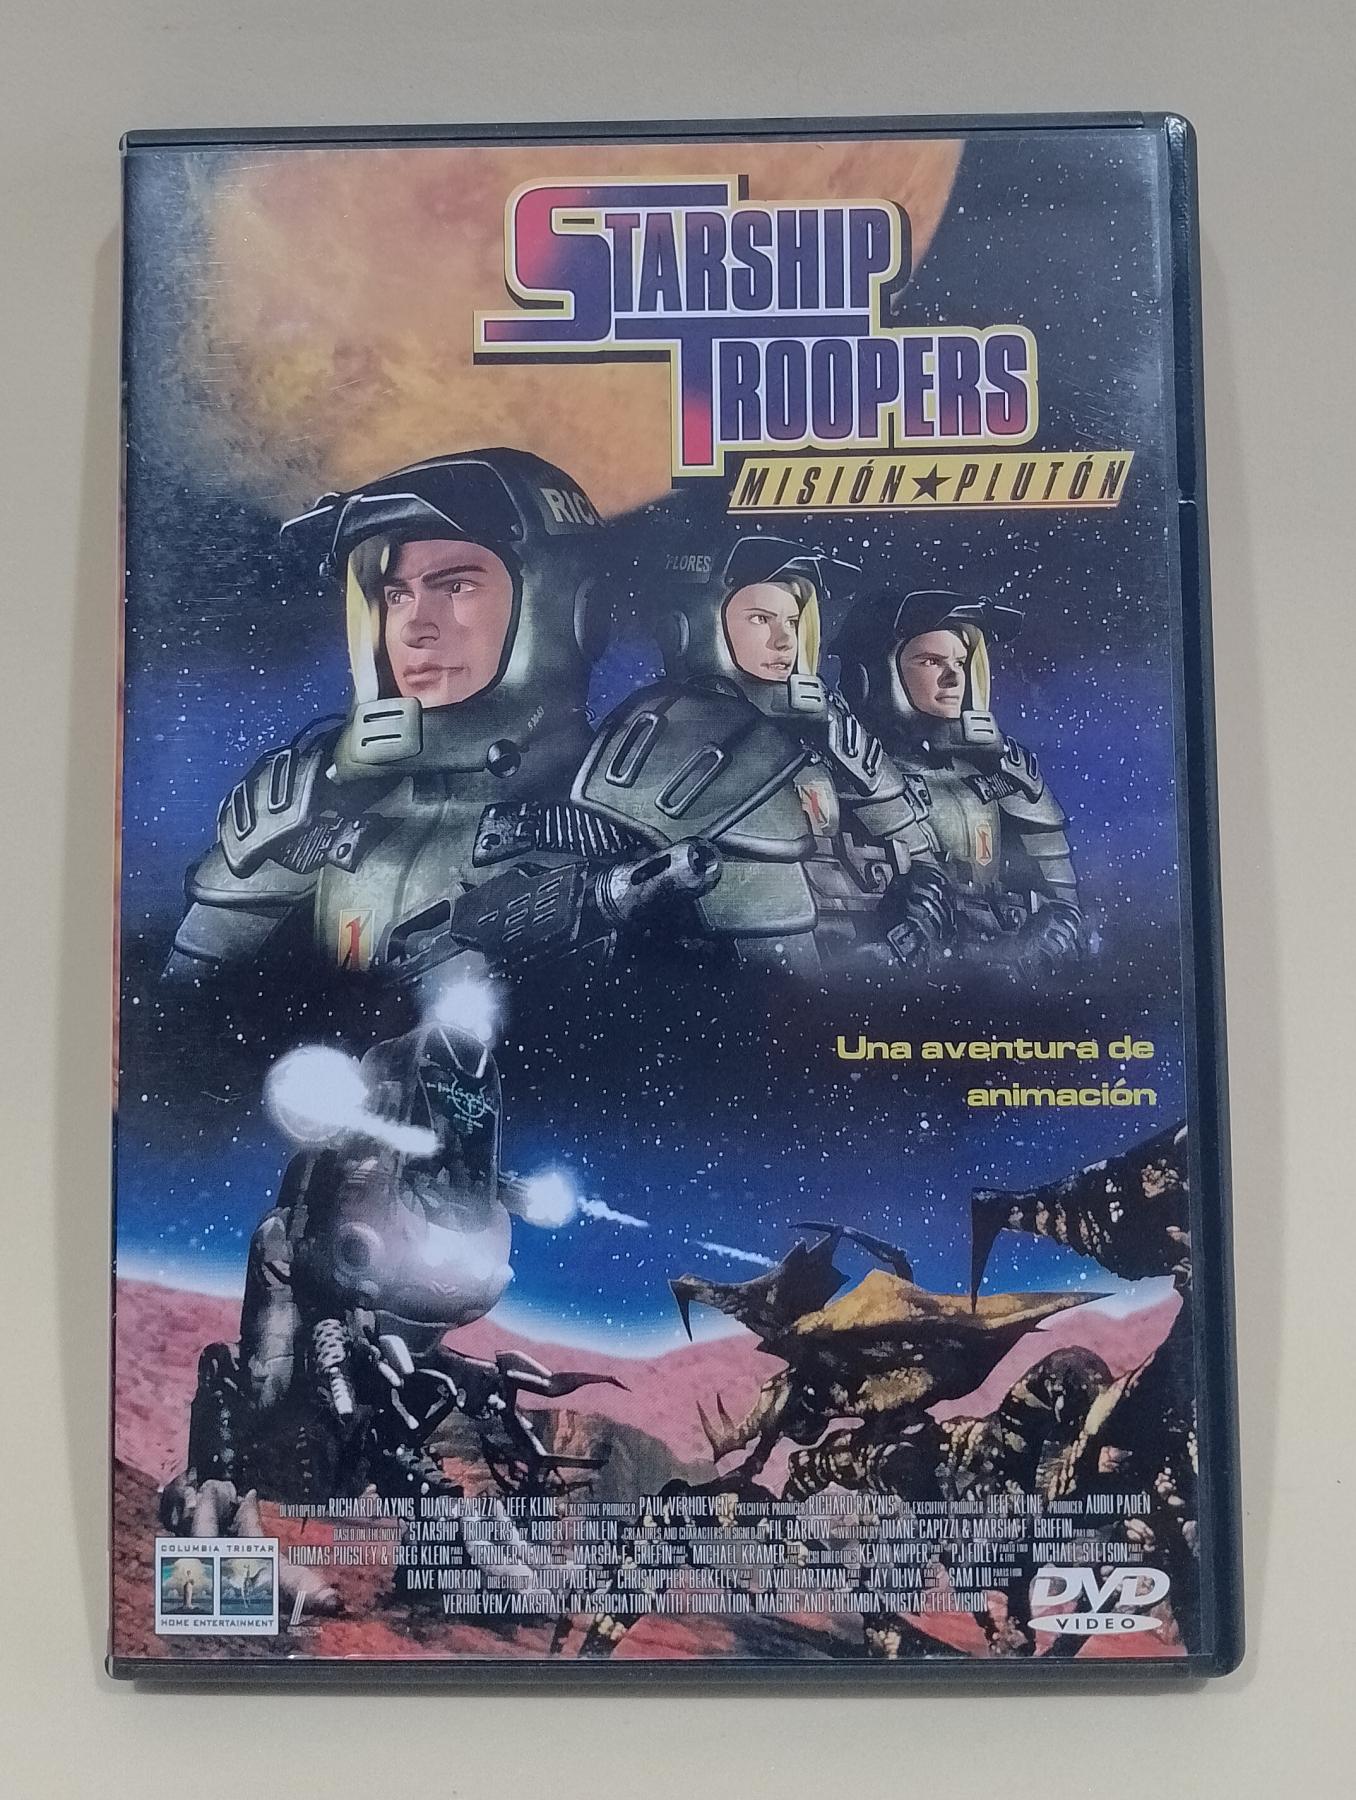 STARSHIP
TROOPERS
MISIÓN★PLUTÓN
RIC
FLORES
Una aventura de
animación
DEVELOPED BY RICHARD RAYNIS DUANE CAPIZZI JEFF KLINE EXECUTIVE PRODUCER PAUL VERHOEVEN EXECUTIVE PRODUCER RICHARD RAYNIS CO-EXECUTIVE PRODUCER JEFF KLINE PRODUCER AUDU PADEN
BASED ON THE NOVEL STARSHIP TROOPERS BY ROBERT HEINLEIN CREATURES AND CHARACTERS DESIGNED BY FIL BARLOW WRITTEN BY DUANE CAPIZZI & MARSHA F. GRIFFIN
THOMAS PUGSLEY & GREG KLEIN JENNIFER LEVIN MARSHA F. GRIFFIN MICHAEL KRAMER CGI DIRECTORS KEVIN KIPPER PJ FOLEY MICHAEL STETSON
DAVE MORTON DIRECTED BY AUDU PADEN CHRISTOPHER BERKELEY DAVID HARTMAN JAY OLIVA SAM LIU
VERHOEVEN/MARSHALL IN ASSOCIATION WITH FOUNDATION IMAGING AND COLUMBIA TRISTAR TELEVISION
COLUMBIA TRISTAR
HOME ENTERTAINMENT
DVD
VIDEO